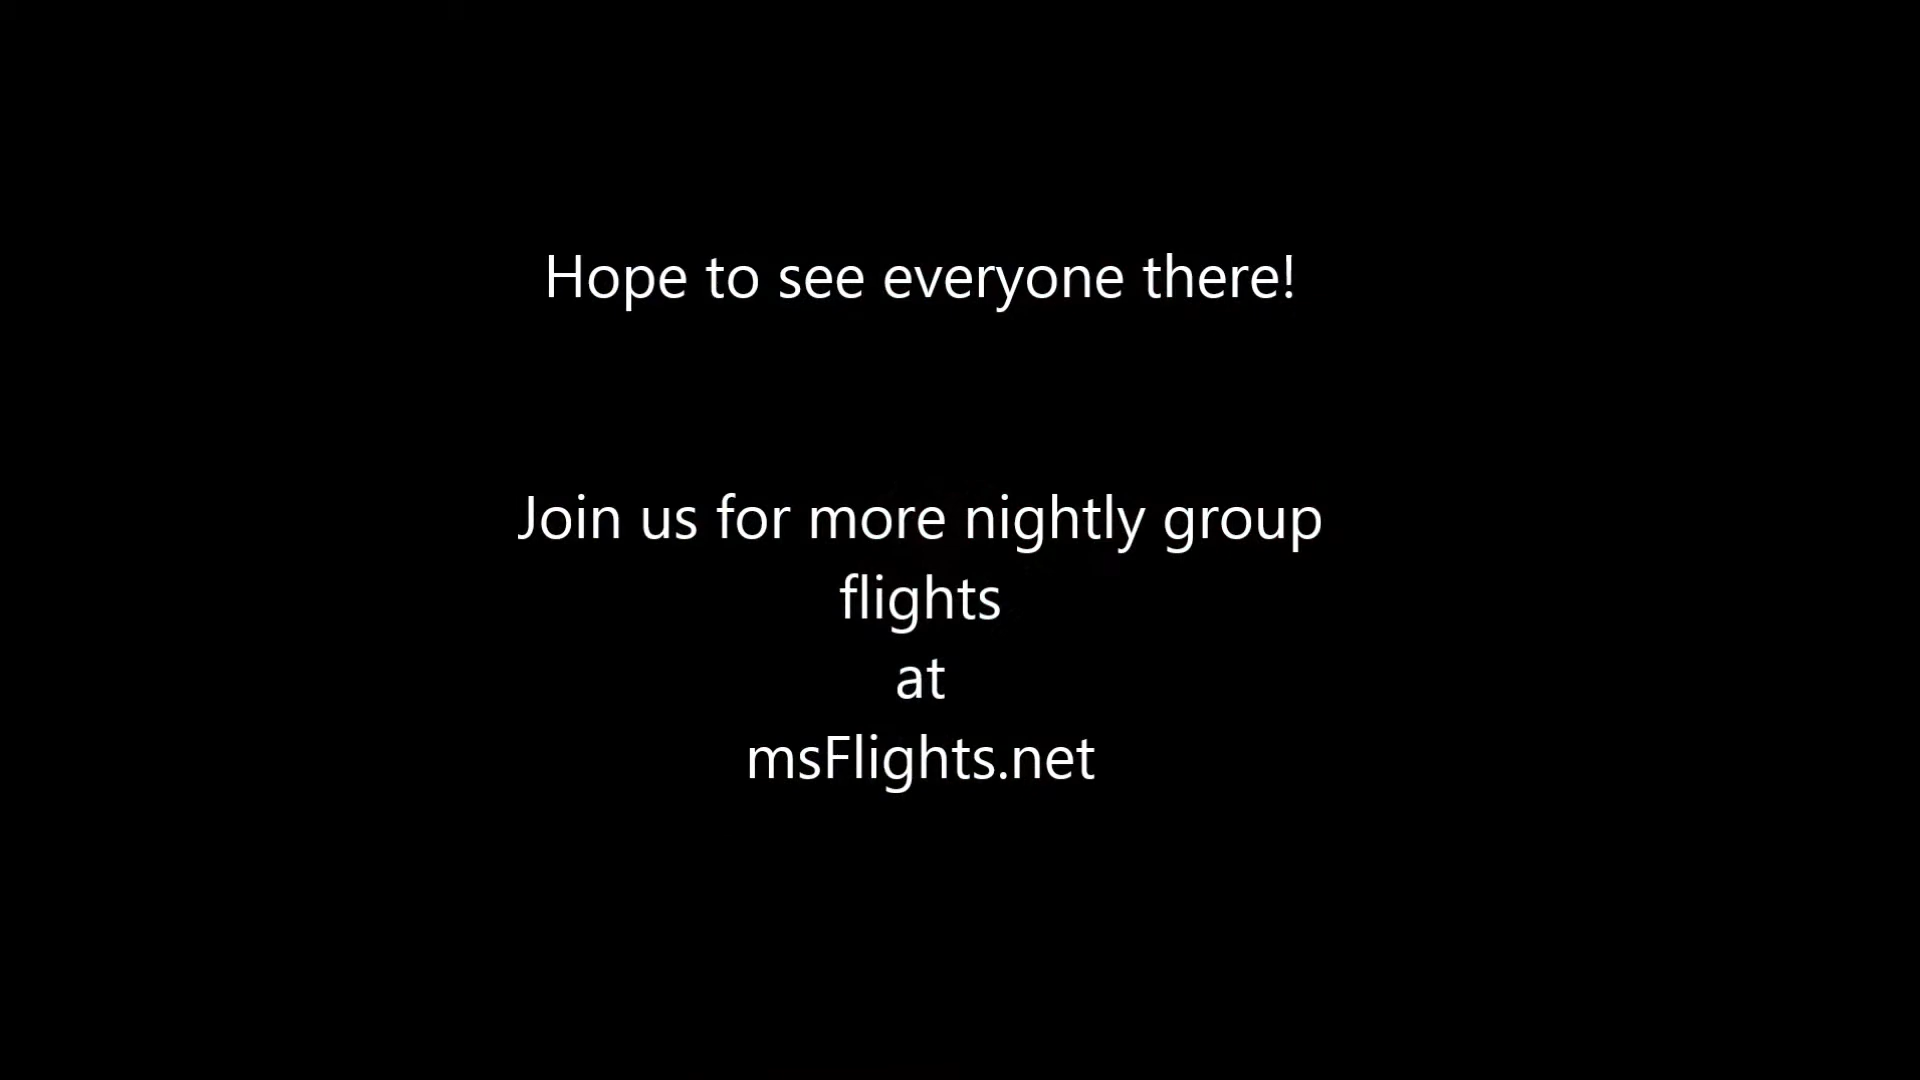 Hope to see everyone there!
Join us for more nightly group
flights
at
msFlights.net